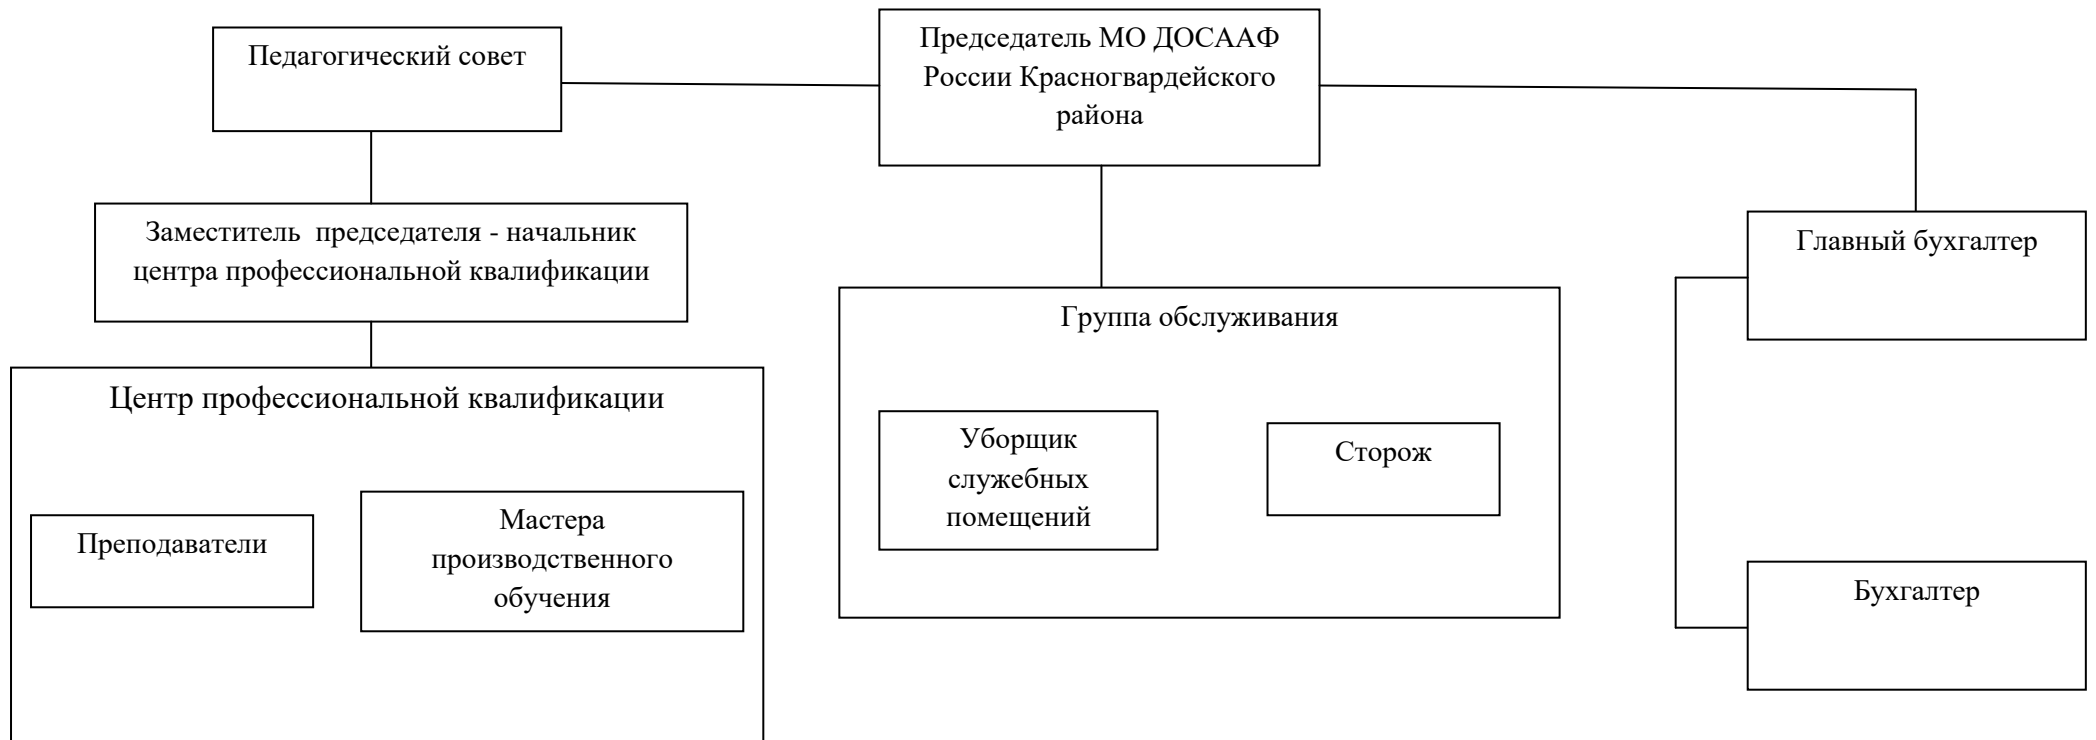 Педагогический совет
Председатель МО ДОСААФ
России Красногвардейского
района
Заместитель  председателя - начальник
центра профессиональной квалификации
Главный бухгалтер
Группа обслуживания
Центр профессиональной квалификации
Уборщик
служебных
помещений
Сторож
Преподаватели
Мастера
производственного
обучения
Бухгалтер